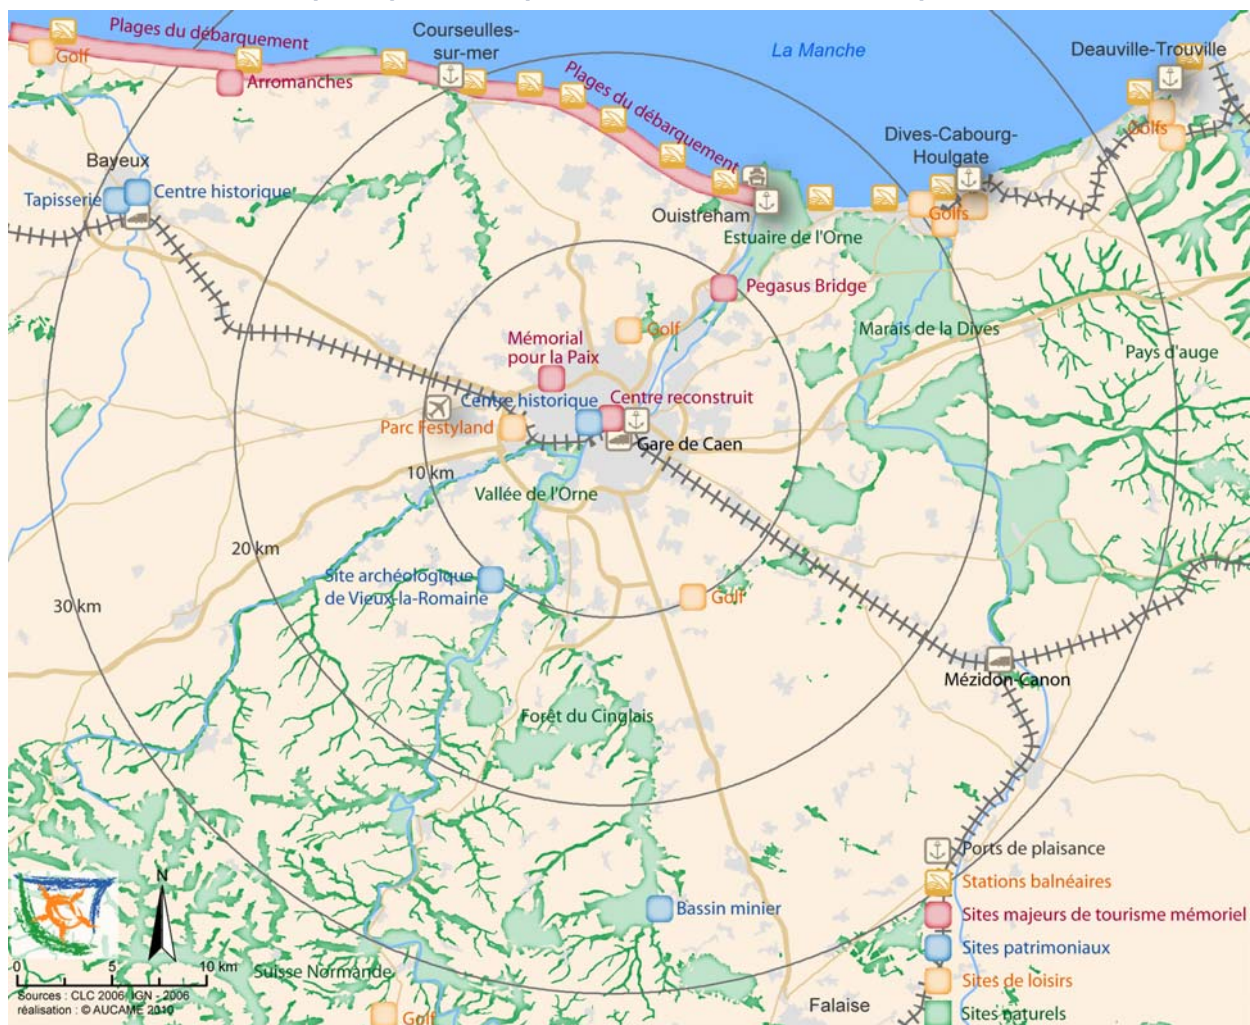 Plages du débarquement
Courseulles-
sur-mer
La Manche
Deauville-Trouville
Golf
Arromanches
Plages du débarquement
Golfs
Dives-Cabourg-
Houlgate
Bayeux
Tapisserie
Centre historique
Ouistreham
Golfs
Estuaire de l'Orne
Pegasus Bridge
Golf
Marais de la Dives
Mémorial
pour la Paix
Pays d'auge
Centre historique
Centre reconstruit
Parc Festyland
Gare de Caen
10 km
Vallée de l'Orne
20 km
Site archéologique
de Vieux-la-Romaine
Golf
30 km
Mézidon-Canon
Forêt du Cinglais
Ports de plaisance
Stations balnéaires
N
Bassin minier
Sites majeurs de tourisme mémoriel
Sites patrimoniaux
0 5 10 km
Suisse Normande
Sites de loisirs
Sources : CLC 2006, IGN - 2006
réalisation : © AUCAME 2010
Falaise
Golf
Sites naturels